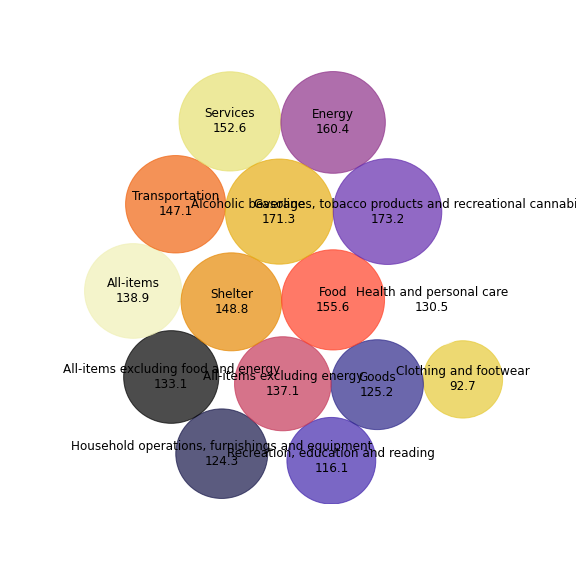 Services
152.6
Energy
160.4
Transportation
147.1
Gasoline
171.3
Alcoholic beverages, tobacco products and recreational cannabi
173.2
All-items
138.9
Shelter
148.8
Food
155.6
Health and personal care
130.5
All-items excluding food and energy
133.1
All-items excluding energy
137.1
Goods
125.2
Clothing and footwear
92.7
Household operations, furnishings and equipment
124.3
Recreation, education and reading
116.1